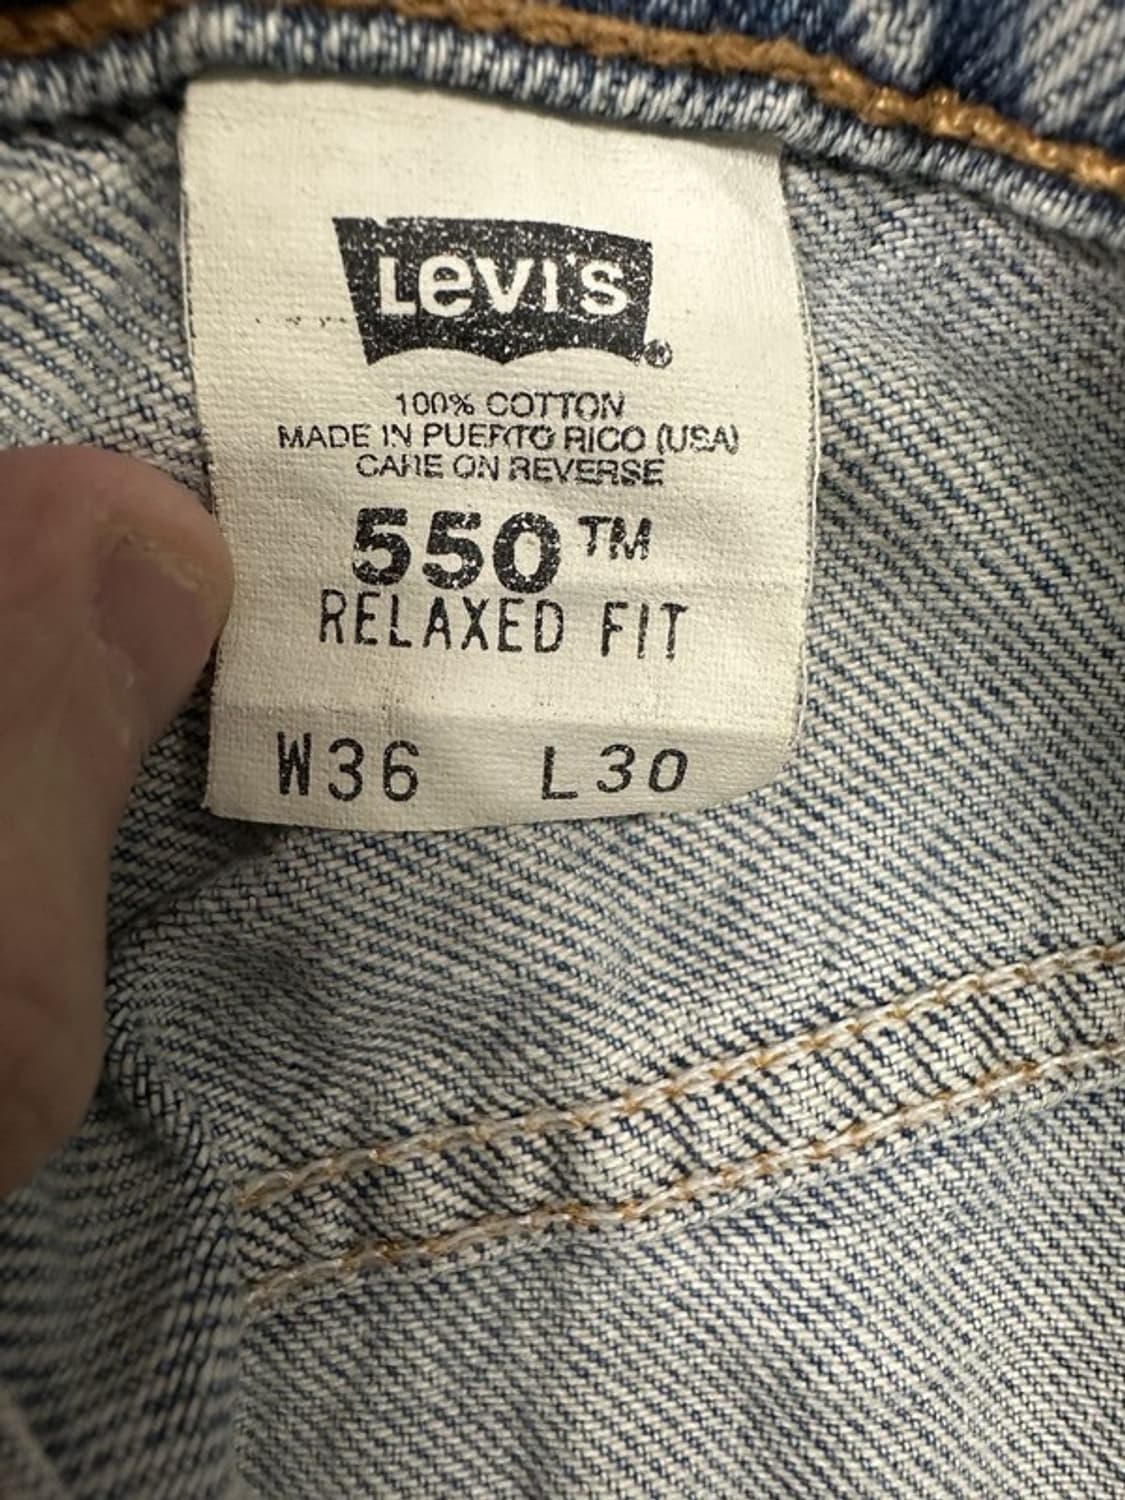 Levi's®
100% COTTON
MADE IN PUERTO RICO (USA)
CARE ON REVERSE
550™
RELAXED FIT
W36 L30